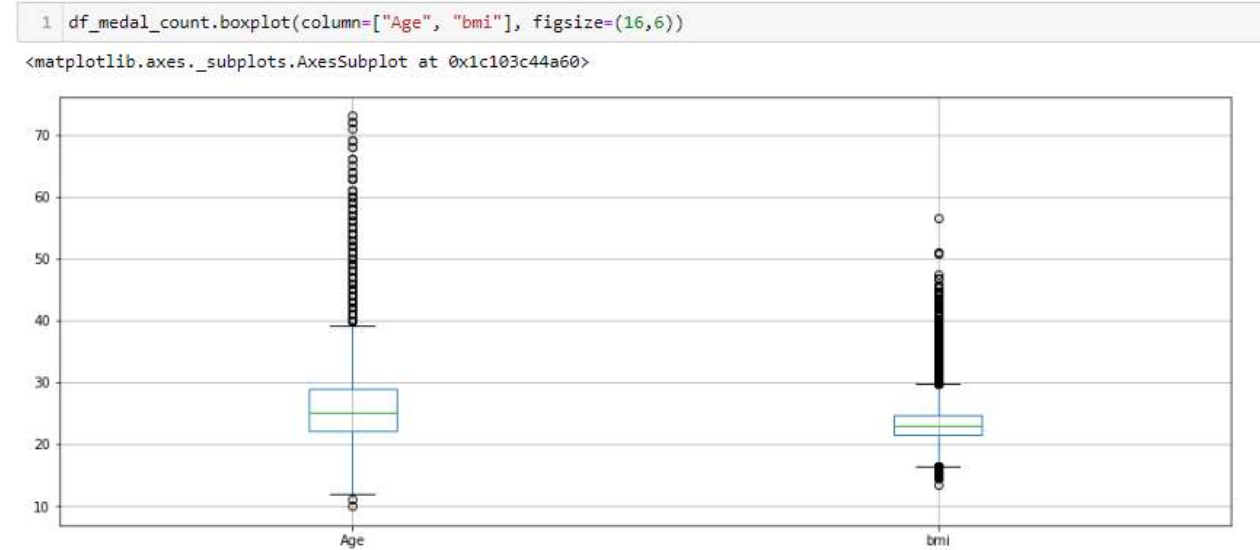 1 df_medal_count.boxplot(column=["Age", "bmi"], figsize=(16,6))
<matplotlib.axes._subplots.AxesSubplot at 0x1c103c44a60>
70
60
50
40
30
20
10
Age bmi